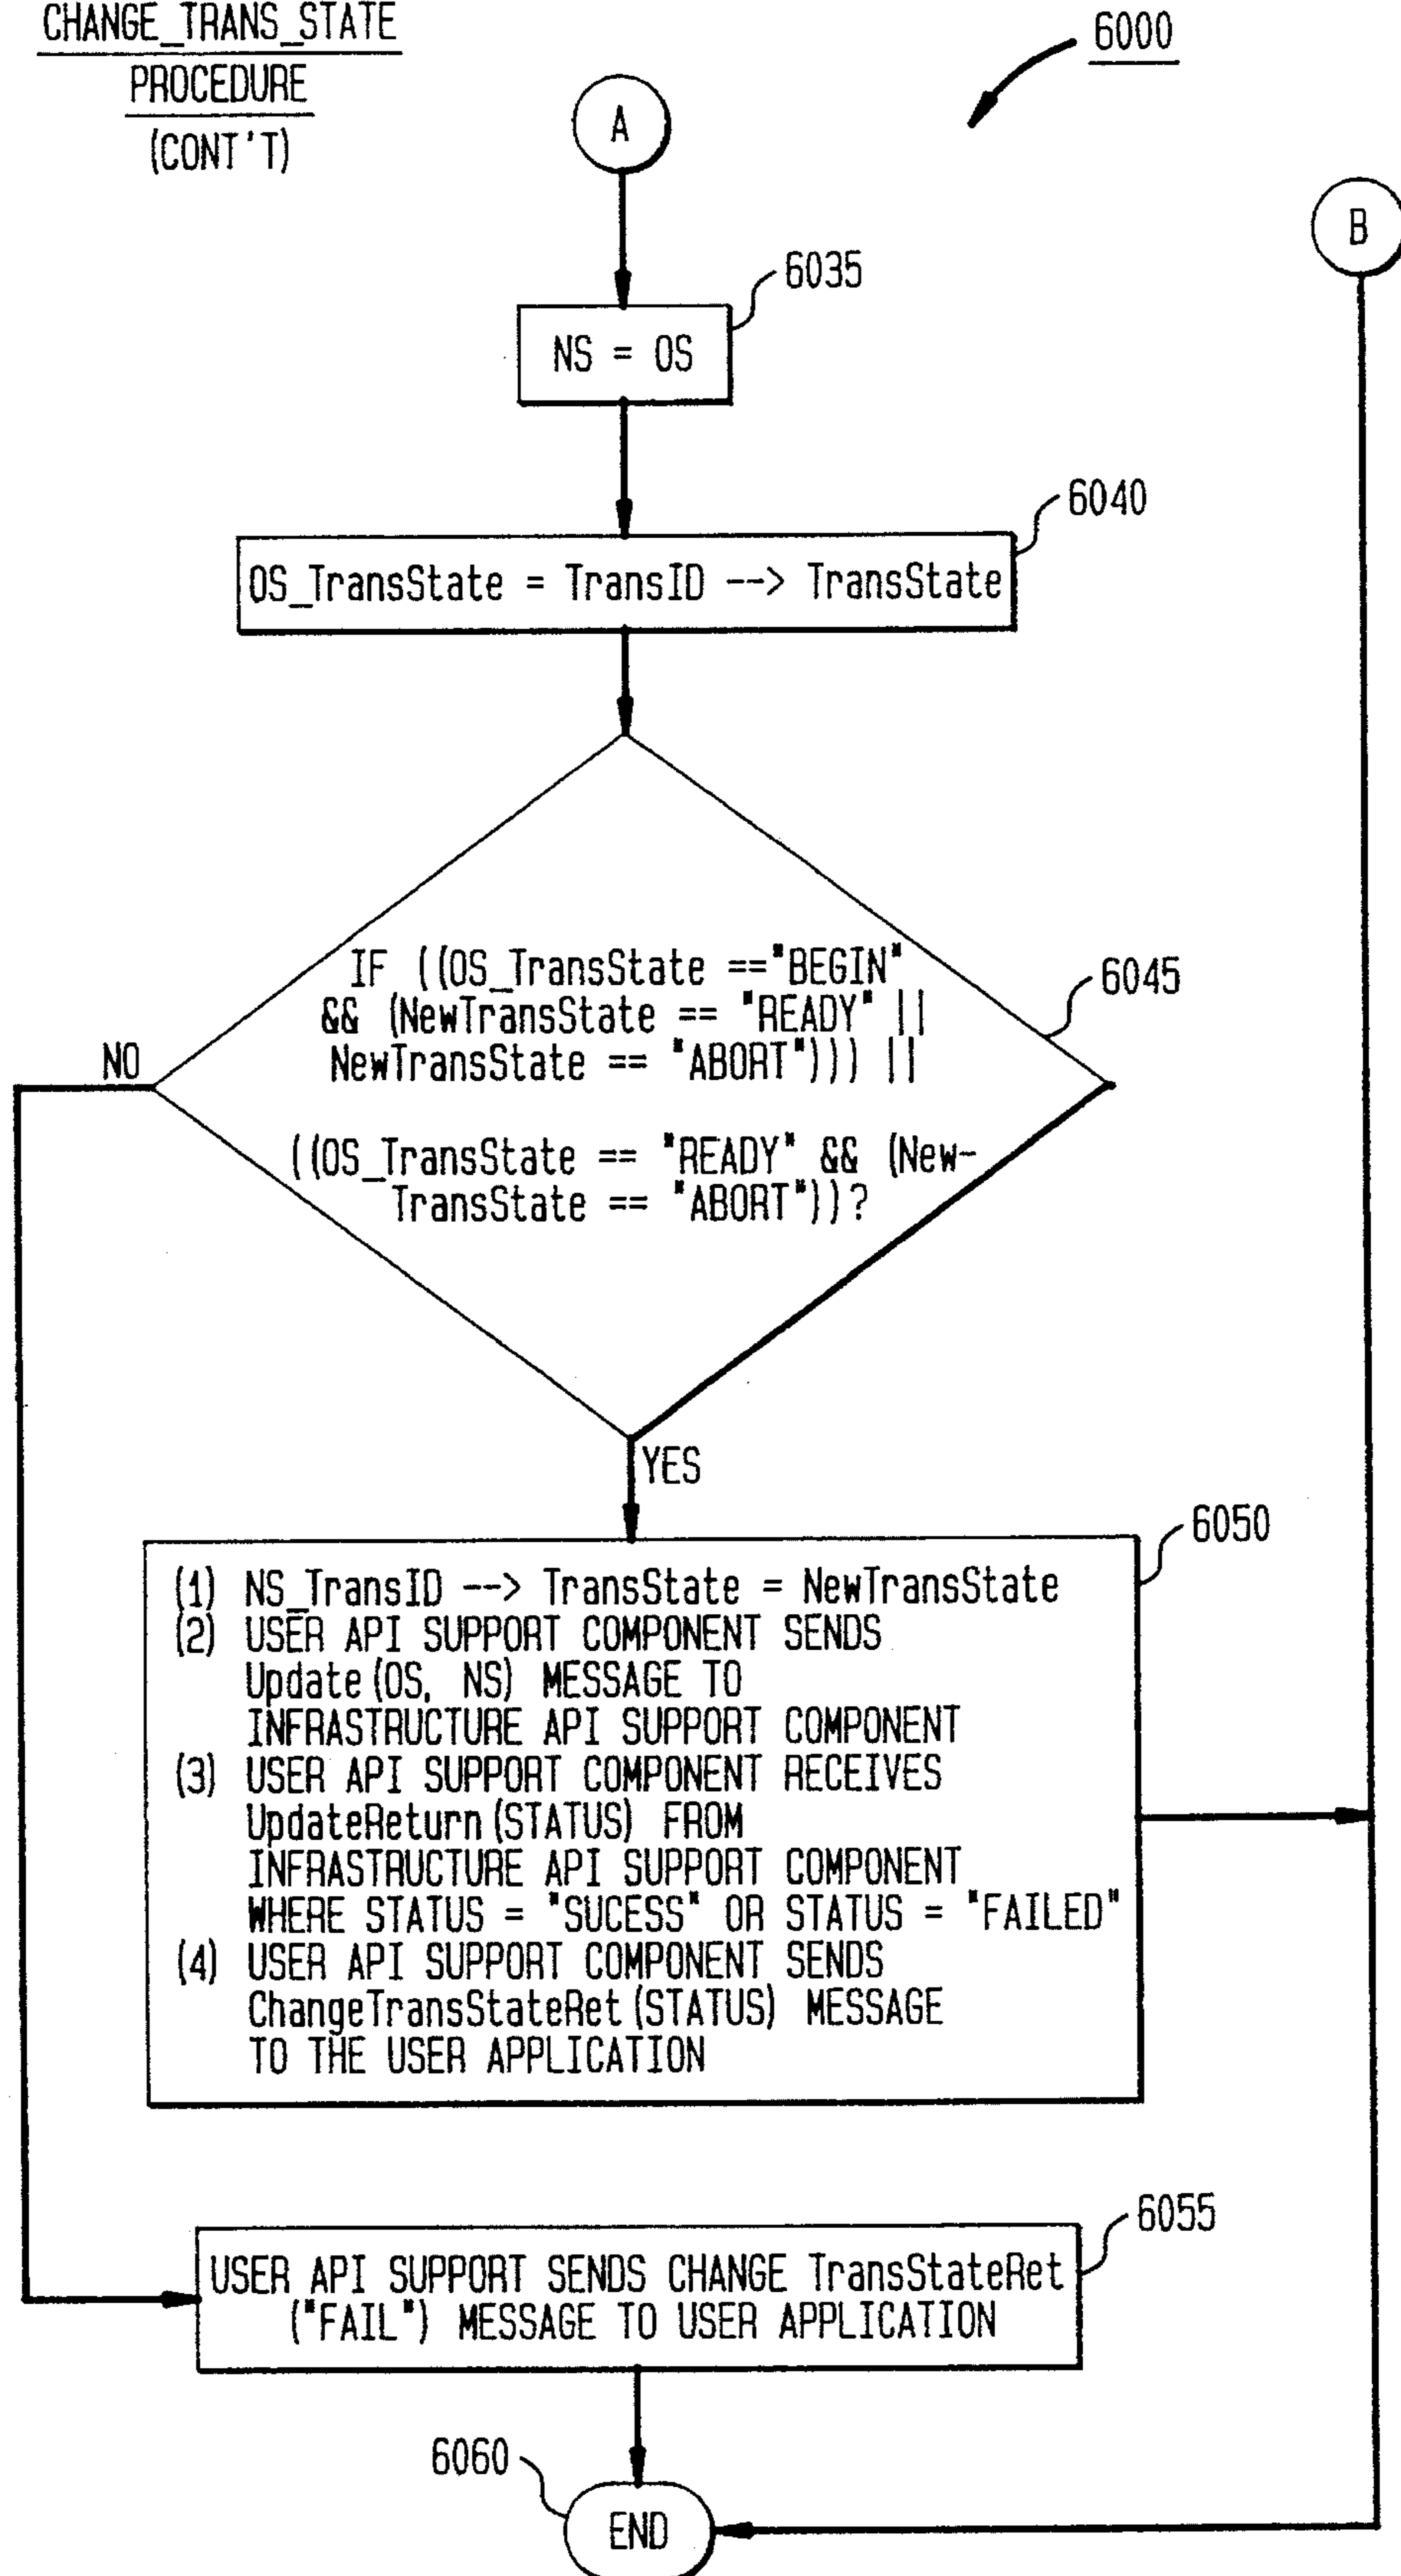 CHANGE_TRANS_STATE
PROCEDURE
(CONT'T)
6000
A
B
6035
NS = OS
6040
OS_TransState = TransID --> TransState
6045
IF ((OS_TransState =="BEGIN"
&& (NewTransState == "READY" ||
NewTransState == "ABORT"))) ||
((OS_TransState == "READY" && (New-
TransState == "ABORT"))?
NO
YES
6050
(1) NS_TransID --> TransState = NewTransState
(2) USER API SUPPORT COMPONENT SENDS
Update(OS, NS) MESSAGE TO
INFRASTRUCTURE API SUPPORT COMPONENT
(3) USER API SUPPORT COMPONENT RECEIVES
UpdateReturn(STATUS) FROM
INFRASTRUCTURE API SUPPORT COMPONENT
WHERE STATUS = "SUCESS" OR STATUS = "FAILED"
(4) USER API SUPPORT COMPONENT SENDS
ChangeTransStateRet(STATUS) MESSAGE
TO THE USER APPLICATION
6055
USER API SUPPORT SENDS CHANGE TransStateRet
("FAIL") MESSAGE TO USER APPLICATION
6060
END